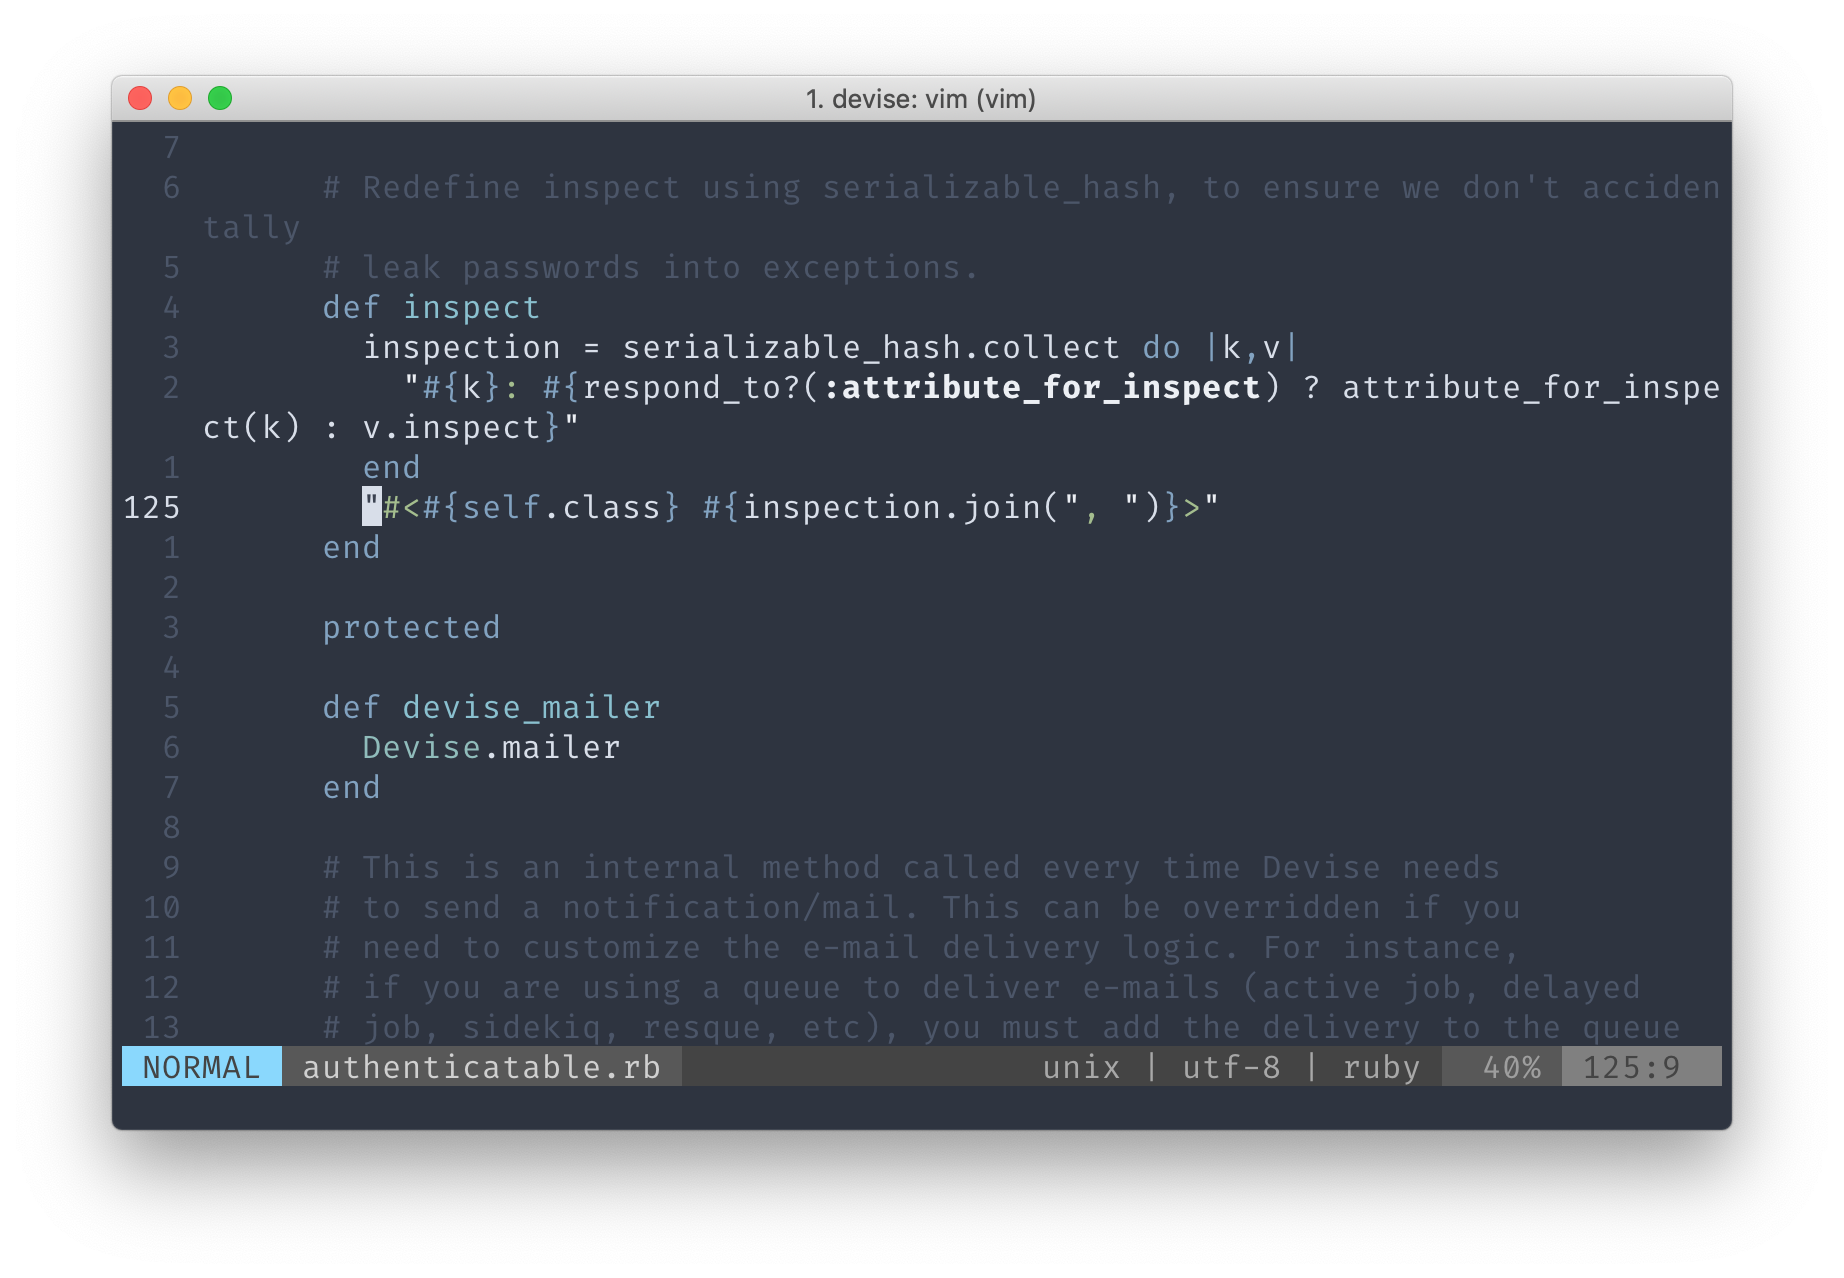 1. devise: vim (vim)
7
6       # Redefine inspect using serializable_hash, to ensure we don't acciden
tally
5       # leak passwords into exceptions.
4       def inspect
3         inspection = serializable_hash.collect do |k,v|
2           "#{k}: #{respond_to?(:attribute_for_inspect) ? attribute_for_inspe
ct(k) : v.inspect}"
1         end
125         "#<#{self.class} #{inspection.join(", ")}>"
1       end
2
3       protected
4
5       def devise_mailer
6         Devise.mailer
7       end
8
9       # This is an internal method called every time Devise needs
10       # to send a notification/mail. This can be overridden if you
11       # need to customize the e-mail delivery logic. For instance,
12       # if you are using a queue to deliver e-mails (active job, delayed
13       # job, sidekiq, resque, etc), you must add the delivery to the queue
NORMAL authenticatable.rb unix | utf-8 | ruby 40% 125:9